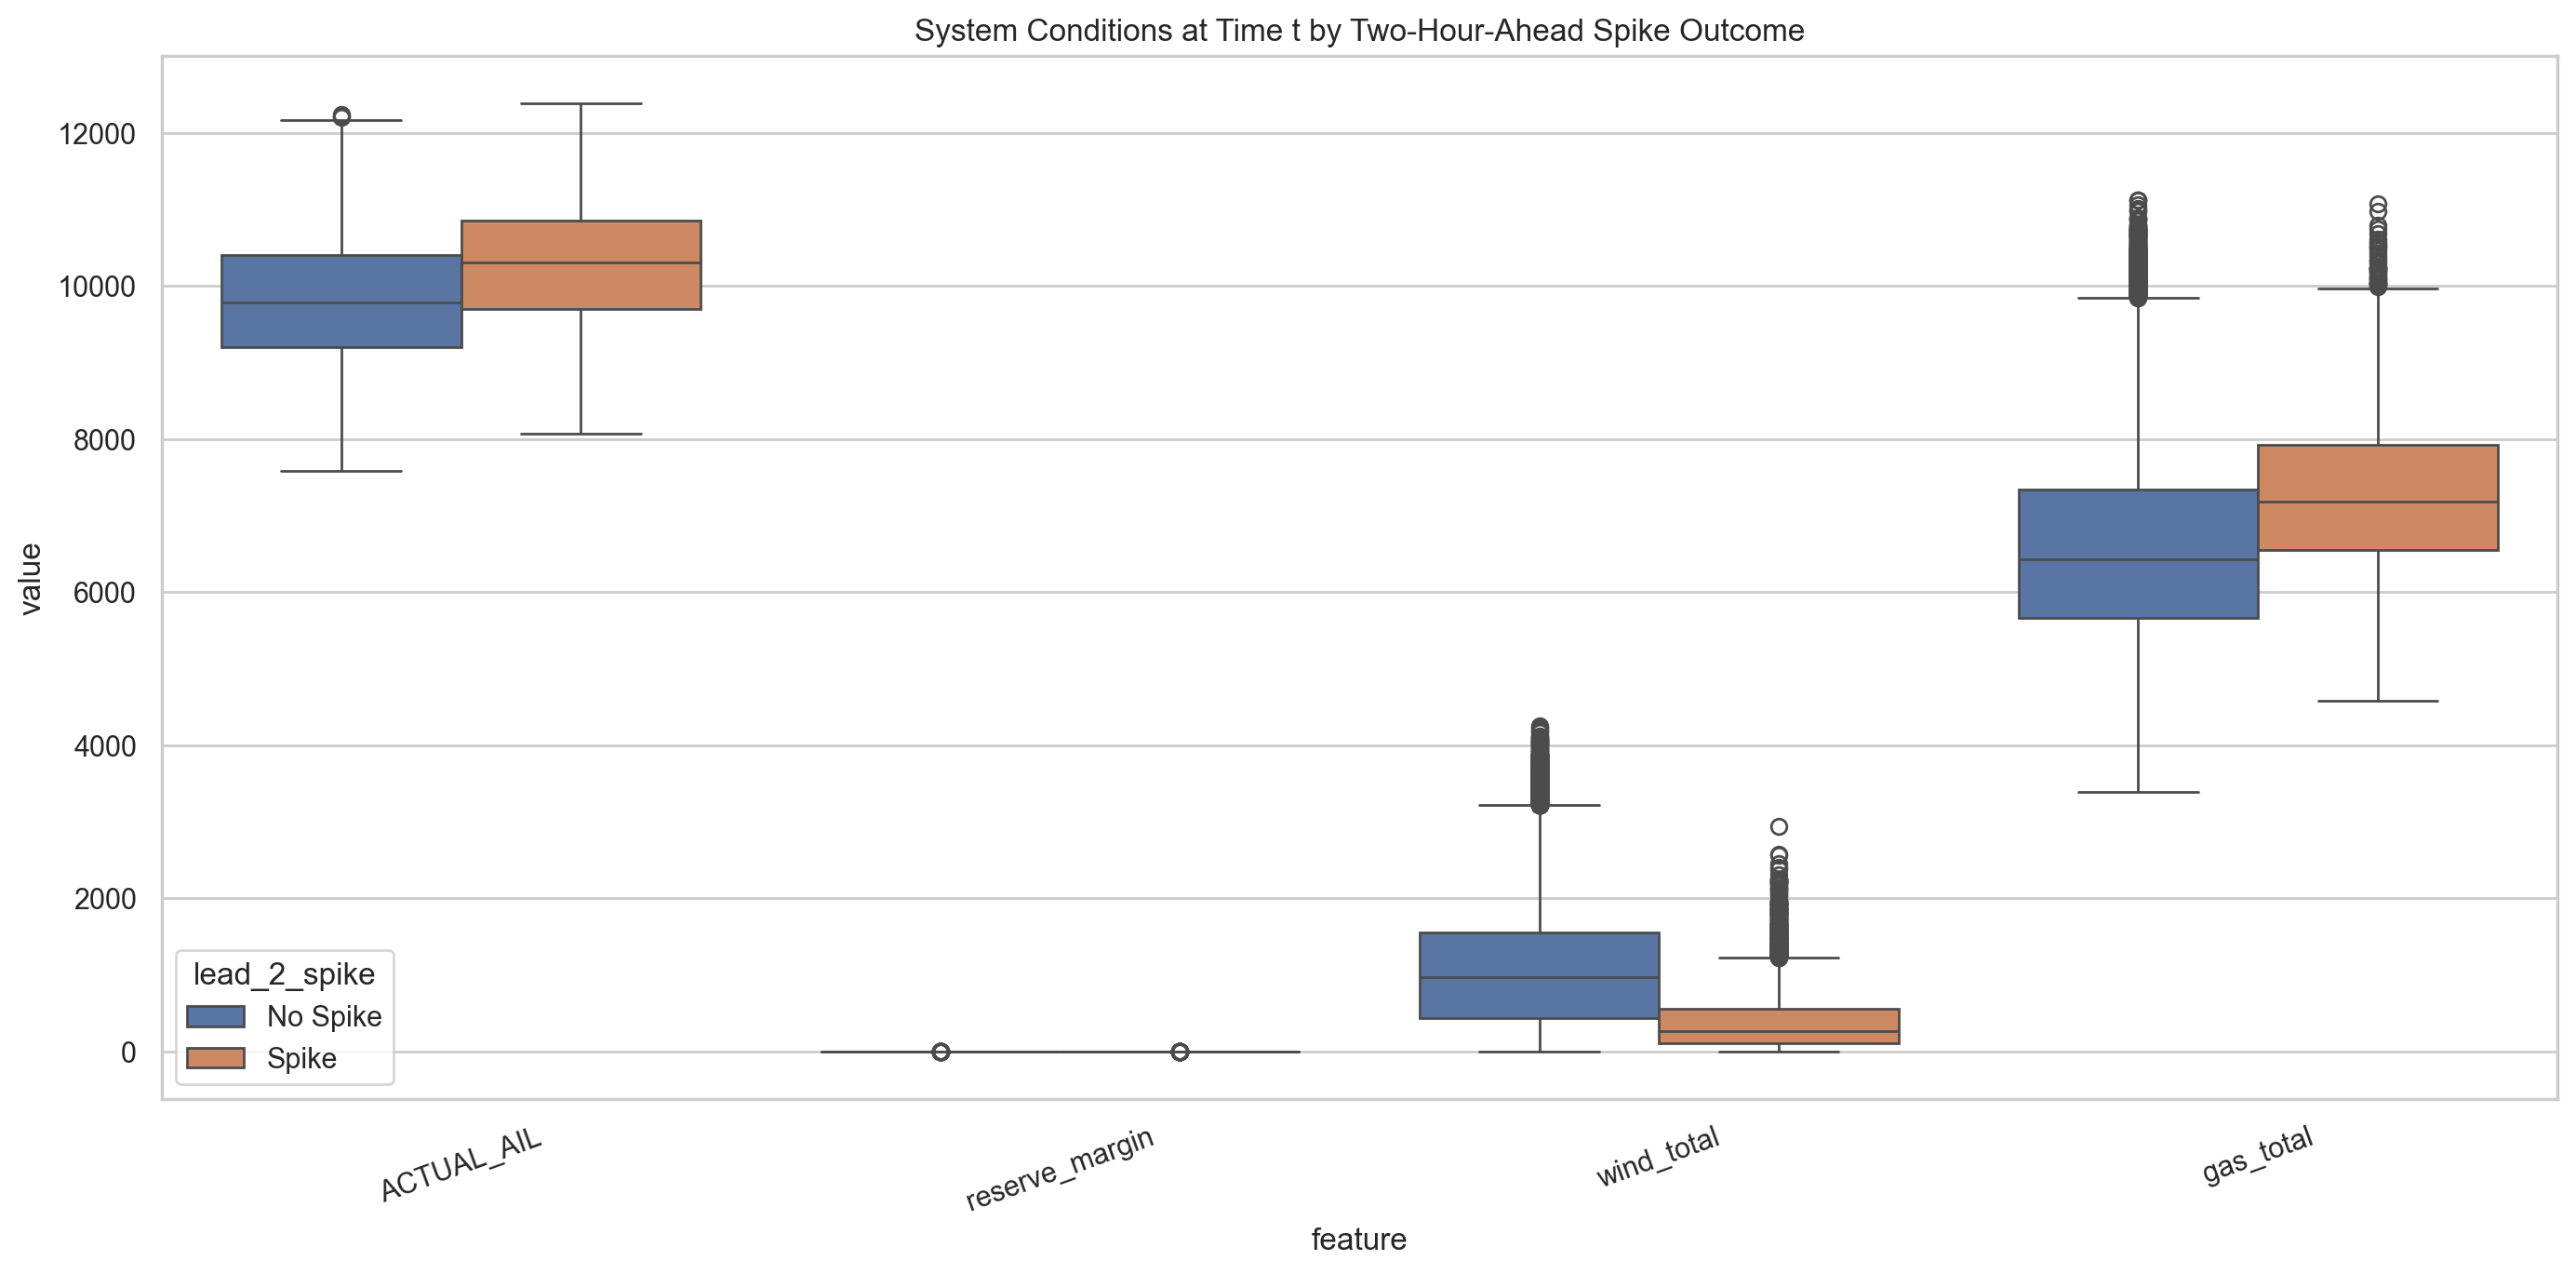 System Conditions at Time t by Two-Hour-Ahead Spike Outcome
value
12000
10000
8000
6000
4000
2000
0
lead_2_spike
No Spike
Spike
ACTUAL_AIL
reserve_margin
wind_total
gas_total
feature